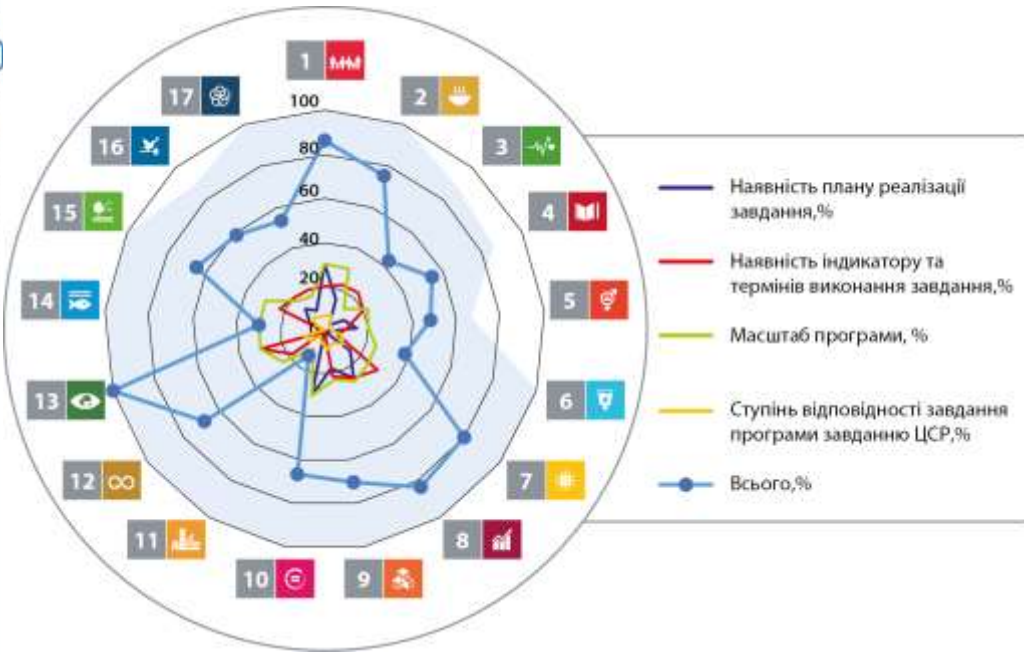 1
2
3
4
5
6
7
8
9
10
11
12
13
14
15
16
17
100
80
60
40
20
Наявність плану реалізації
завдання,%
Наявність індикатору та
термінів виконання завдання,%
Масштаб програми, %
Ступінь відповідності завдання
програми завданню ЦСР,%
Всього,%